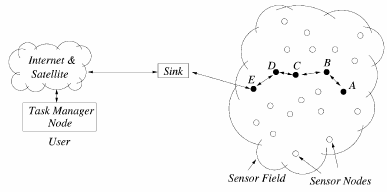 Internet &
Satellite
Sink
Task Manager
Node
User
D
C
B
E
A
Sensor Field
Sensor Nodes